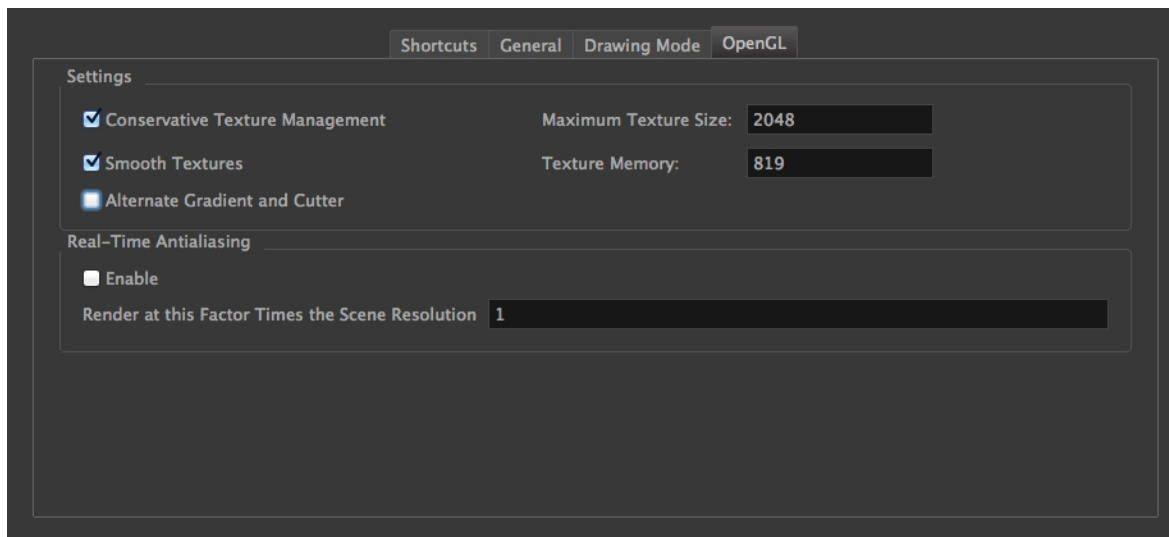 Shortcuts General Drawing Mode OpenGL
Settings
Conservative Texture Management Maximum Texture Size: 2048
Smooth Textures Texture Memory: 819
Alternate Gradient and Cutter
Real-Time Antialiasing
Enable
Render at this Factor Times the Scene Resolution 1